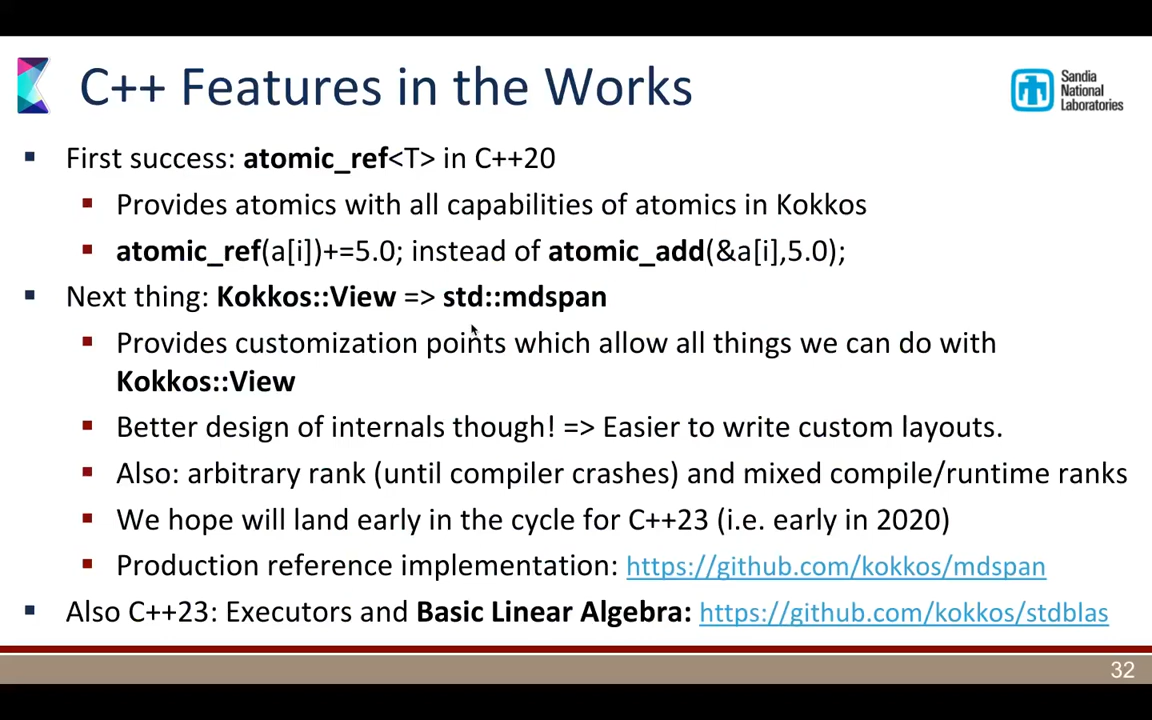 C++ Features in the Works
Sandia
National
Laboratories
▪ First success: atomic_ref<T> in C++20
▪ Provides atomics with all capabilities of atomics in Kokkos
▪ atomic_ref(a[i])+=5.0; instead of atomic_add(&a[i],5.0);
▪ Next thing: Kokkos::View => std::mdspan
▪ Provides customization points which allow all things we can do with
Kokkos::View
▪ Better design of internals though! => Easier to write custom layouts.
▪ Also: arbitrary rank (until compiler crashes) and mixed compile/runtime ranks
▪ We hope will land early in the cycle for C++23 (i.e. early in 2020)
▪ Production reference implementation: https://github.com/kokkos/mdspan
▪ Also C++23: Executors and Basic Linear Algebra: https://github.com/kokkos/stdblas
32